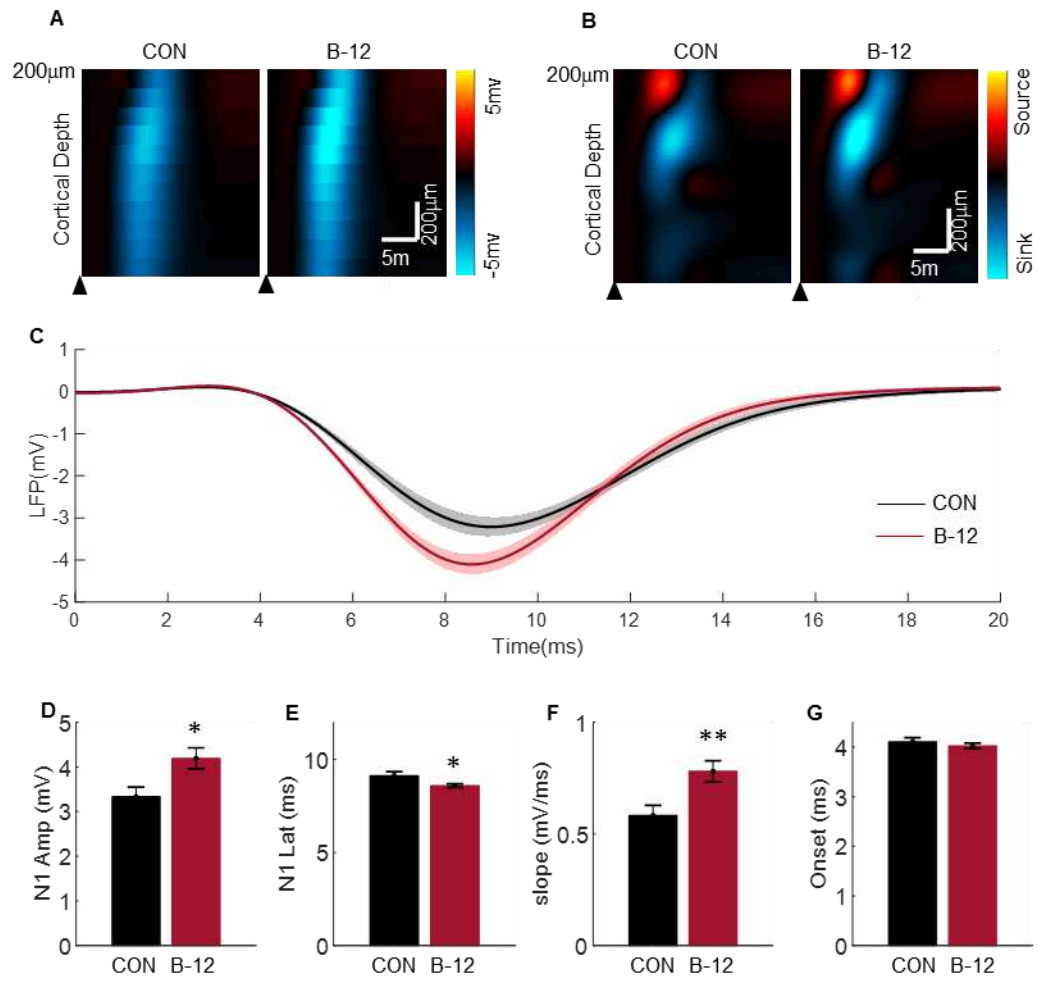 A
CON
B-12
200μm
Cortical Depth
5mv
-5mv
200μm
5m
B
CON
B-12
200μm
Cortical Depth
Source
Sink
200μm
5m
C
1
0
-1
-2
-3
-4
-5
LFP(mV)
CON
B-12
0 2 4 6 8 10 12 14 16 18 20
Time(ms)
D
5
4
3
2
1
0
N1 Amp (mV)
*
CON B-12
E
10
5
0
N1 Lat (ms)
*
CON B-12
F
1
0.5
0
slope (mV/ms)
**
CON B-12
G
4
2
0
Onset (ms)
CON B-12